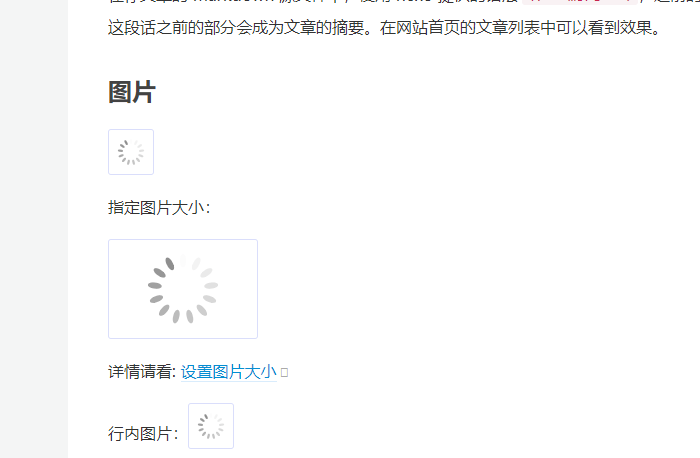 这段话之前的部分会成为文章的摘要。在网站首页的文章列表中可以看到效果。
图片
指定图片大小：
详情请看: 设置图片大小
行内图片：